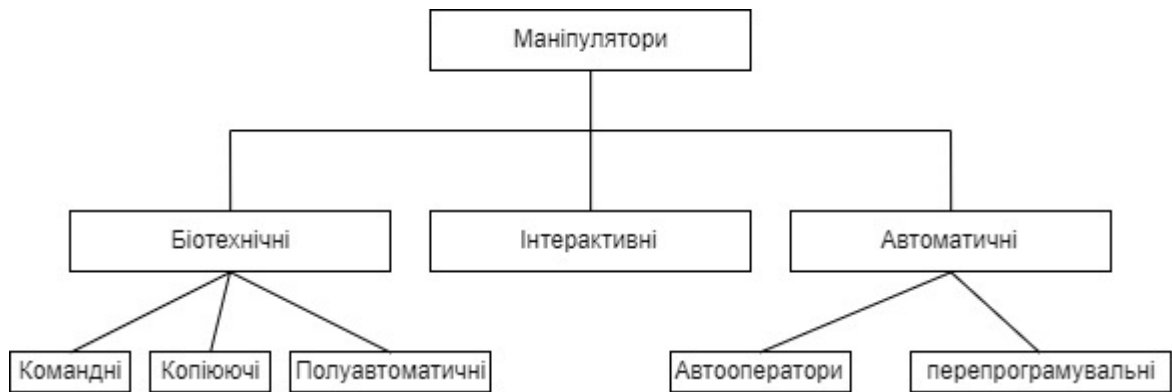 Маніпулятори
Біотехнічні
Інтерактивні
Автоматичні
Командні
Копіюючі
Полуавтоматичні
Автооператори
перепрограмувальні